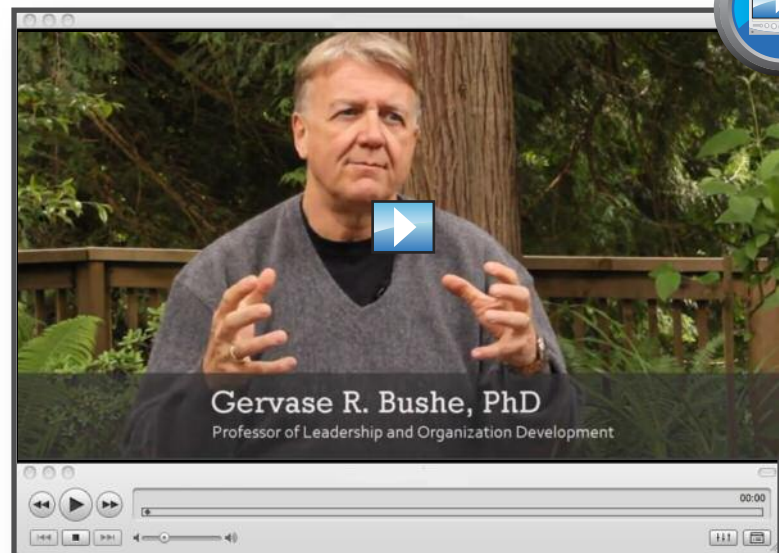 Gervase R. Bushe, PhD
Professor of Leadership and Organization Development
00:00